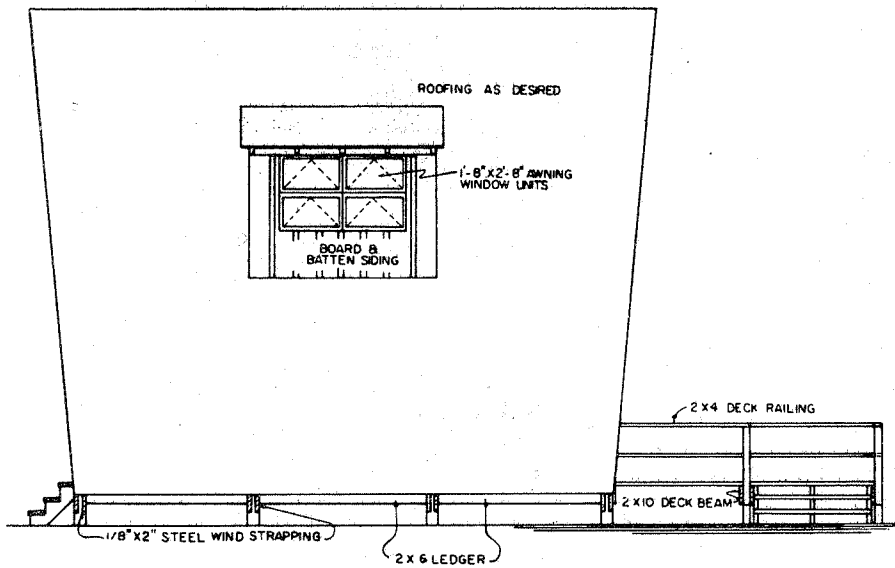 ROOFING AS DESIRED
1'-8" X 2'-8" AWNING
WINDOW UNITS
BOARD &
BATTEN SIDING
2 X 4 DECK RAILING
2 X 10 DECK BEAM
1/8" X 2" STEEL WIND STRAPPING
2 X 6 LEDGER